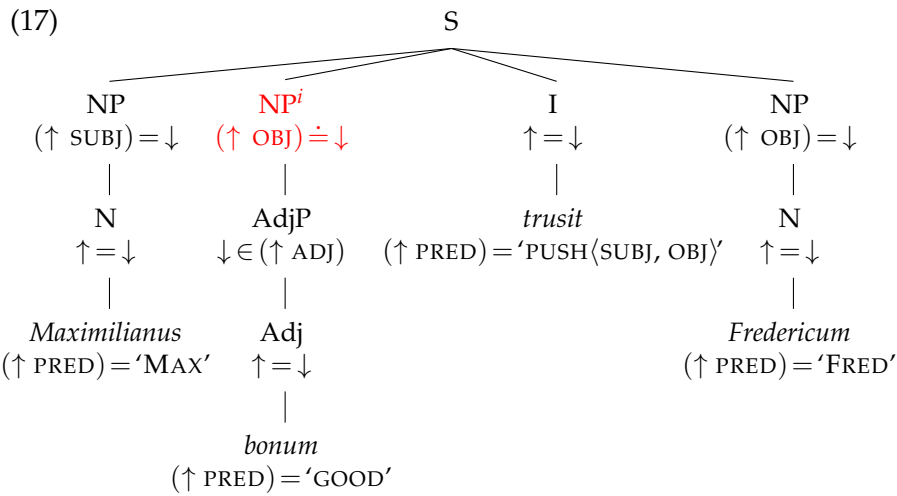 (17) S
NP NPⁱ I NP
(↑ SUBJ) = ↓ (↑ OBJ) ≐ ↓ ↑ = ↓ (↑ OBJ) = ↓
N AdjP trusit N
↑ = ↓ ↓ ∈ (↑ ADJ) (↑ PRED) = ‘PUSH⟨SUBJ, OBJ⟩’ ↑ = ↓
Maximilianus Adj Fredericum
(↑ PRED) = ‘MAX’ ↑ = ↓ (↑ PRED) = ‘FRED’
bonum
(↑ PRED) = ‘GOOD’